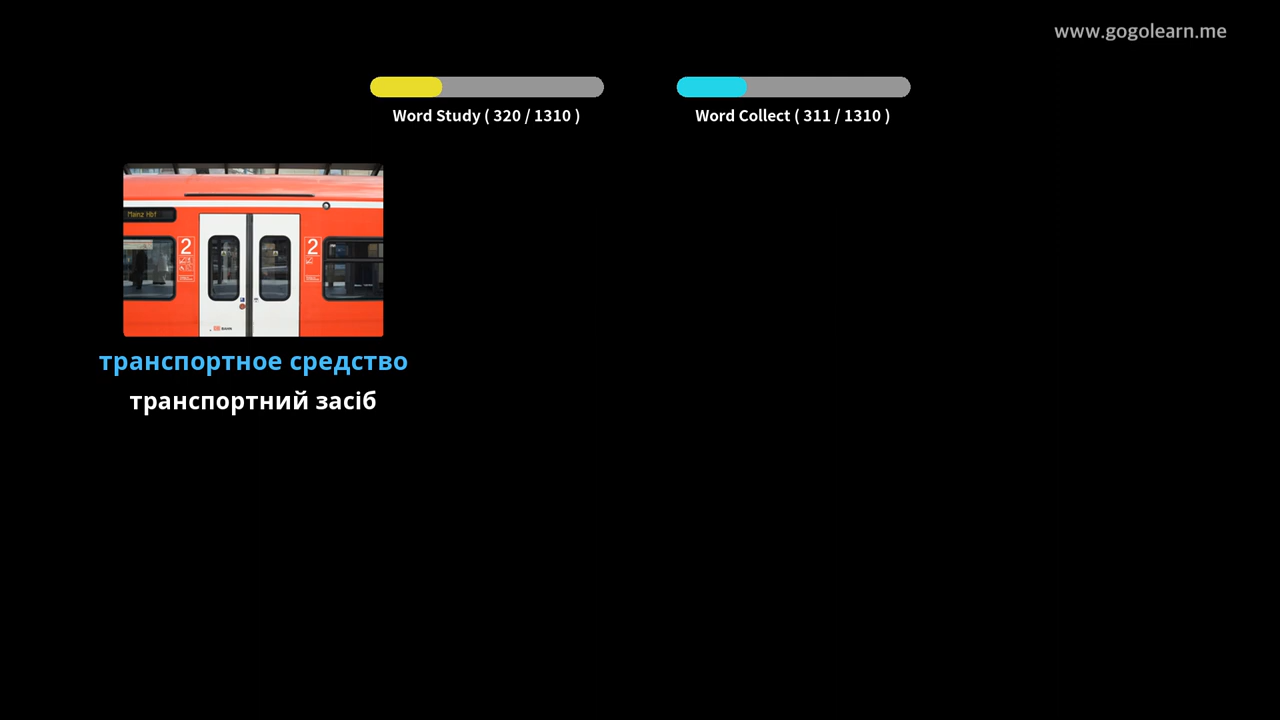 www.gogolearn.me
Word Study ( 320 / 1310 )
Word Collect ( 311 / 1310 )
Mainz Hbf
2
2
транспортное средство
транспортний засіб